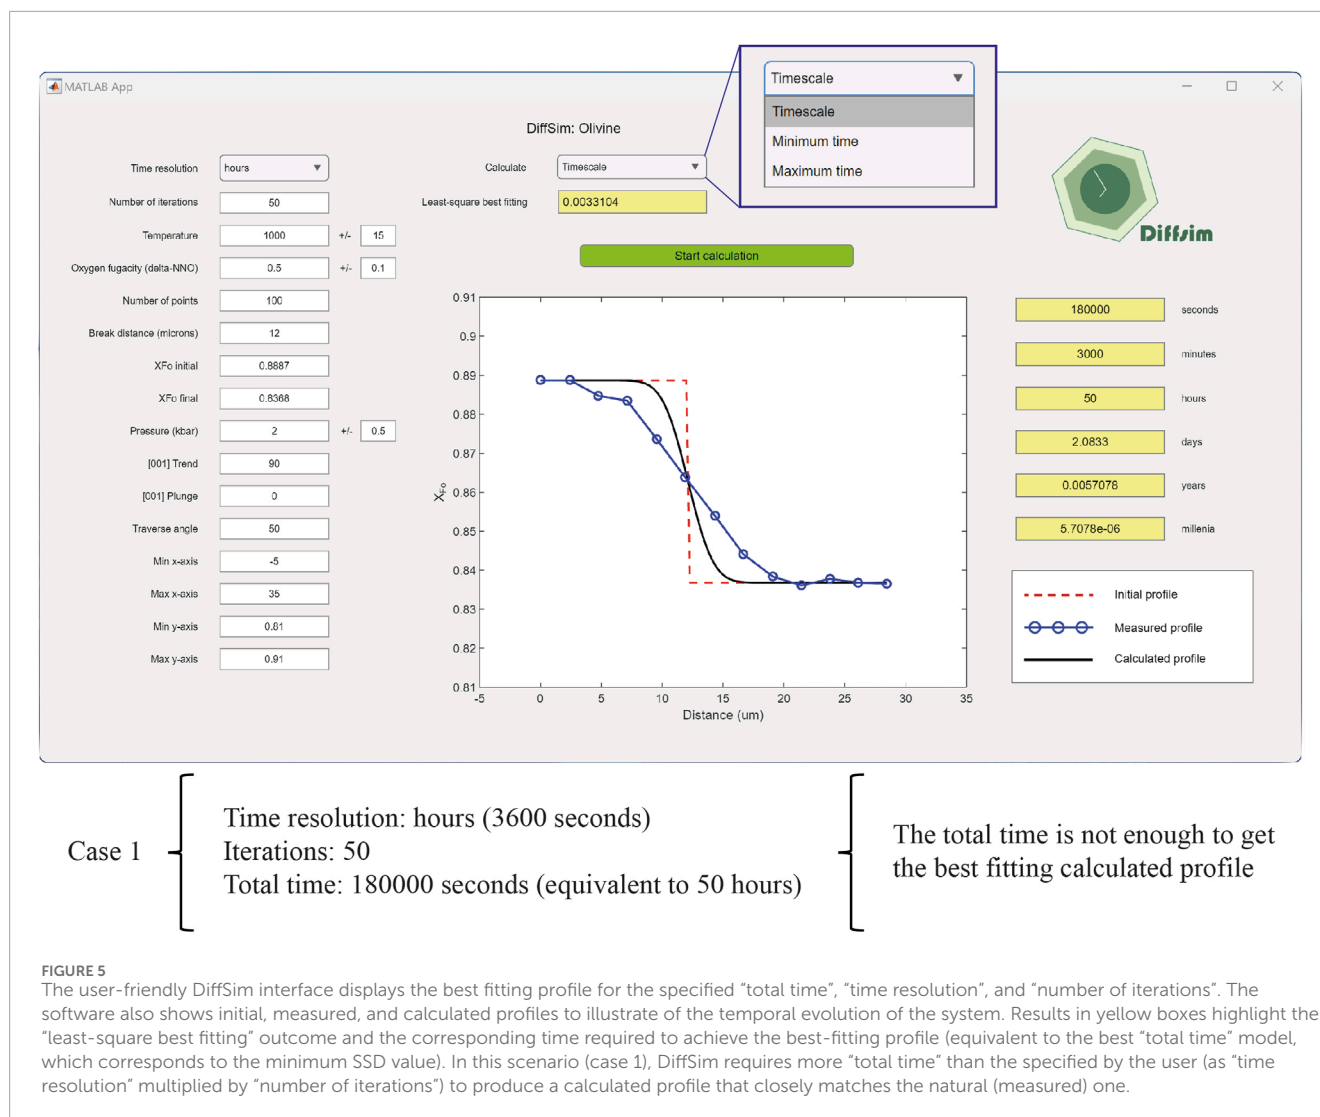 MATLAB App
DiffSim: Olivine
Time resolution hours
Number of iterations 50
Temperature 1000 +/- 15
Oxygen fugacity (delta-NNO) 0.5 +/- 0.1
Number of points 100
Break distance (microns) 12
XFo initial 0.8887
XFo final 0.8368
Pressure (kbar) 2 +/- 0.5
[001] Trend 90
[001] Plunge 0
Traverse angle 50
Min x-axis -5
Max x-axis 35
Min y-axis 0.81
Max y-axis 0.91
Calculate Timescale
Least-square best fitting 0.0033104
Start calculation
Timescale
Timescale
Minimum time
Maximum time
Diffsim
0.91
0.9
0.89
0.88
0.87
0.86
0.85
0.84
0.83
0.82
0.81
XFo
-5 0 5 10 15 20 25 30 35
Distance (um)
180000 seconds
3000 minutes
50 hours
2.0833 days
0.0057078 years
5.7078e-06 millenia
Initial profile
Measured profile
Calculated profile
Case 1
Time resolution: hours (3600 seconds)
Iterations: 50
Total time: 180000 seconds (equivalent to 50 hours)
The total time is not enough to get
the best fitting calculated profile
FIGURE 5
The user-friendly DiffSim interface displays the best fitting profile for the specified “total time”, “time resolution”, and “number of iterations”. The
software also shows initial, measured, and calculated profiles to illustrate of the temporal evolution of the system. Results in yellow boxes highlight the
“least-square best fitting” outcome and the corresponding time required to achieve the best-fitting profile (equivalent to the best “total time” model,
which corresponds to the minimum SSD value). In this scenario (case 1), DiffSim requires more “total time” than the specified by the user (as “time
resolution” multiplied by “number of iterations”) to produce a calculated profile that closely matches the natural (measured) one.